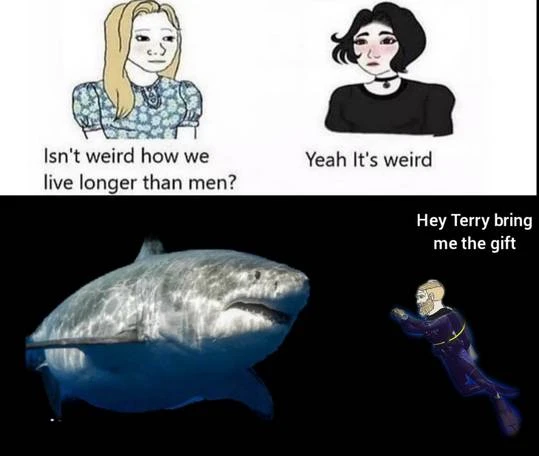 Isn't weird how we
live longer than men?
Yeah It's weird
Hey Terry bring
me the gift